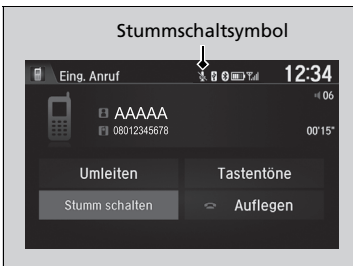 Stummschaltsymbol
Eing. Anruf 12:34
06
AAAAA
08012345678 00'15"
Umleiten Tastentöne
Stumm schalten Auflegen